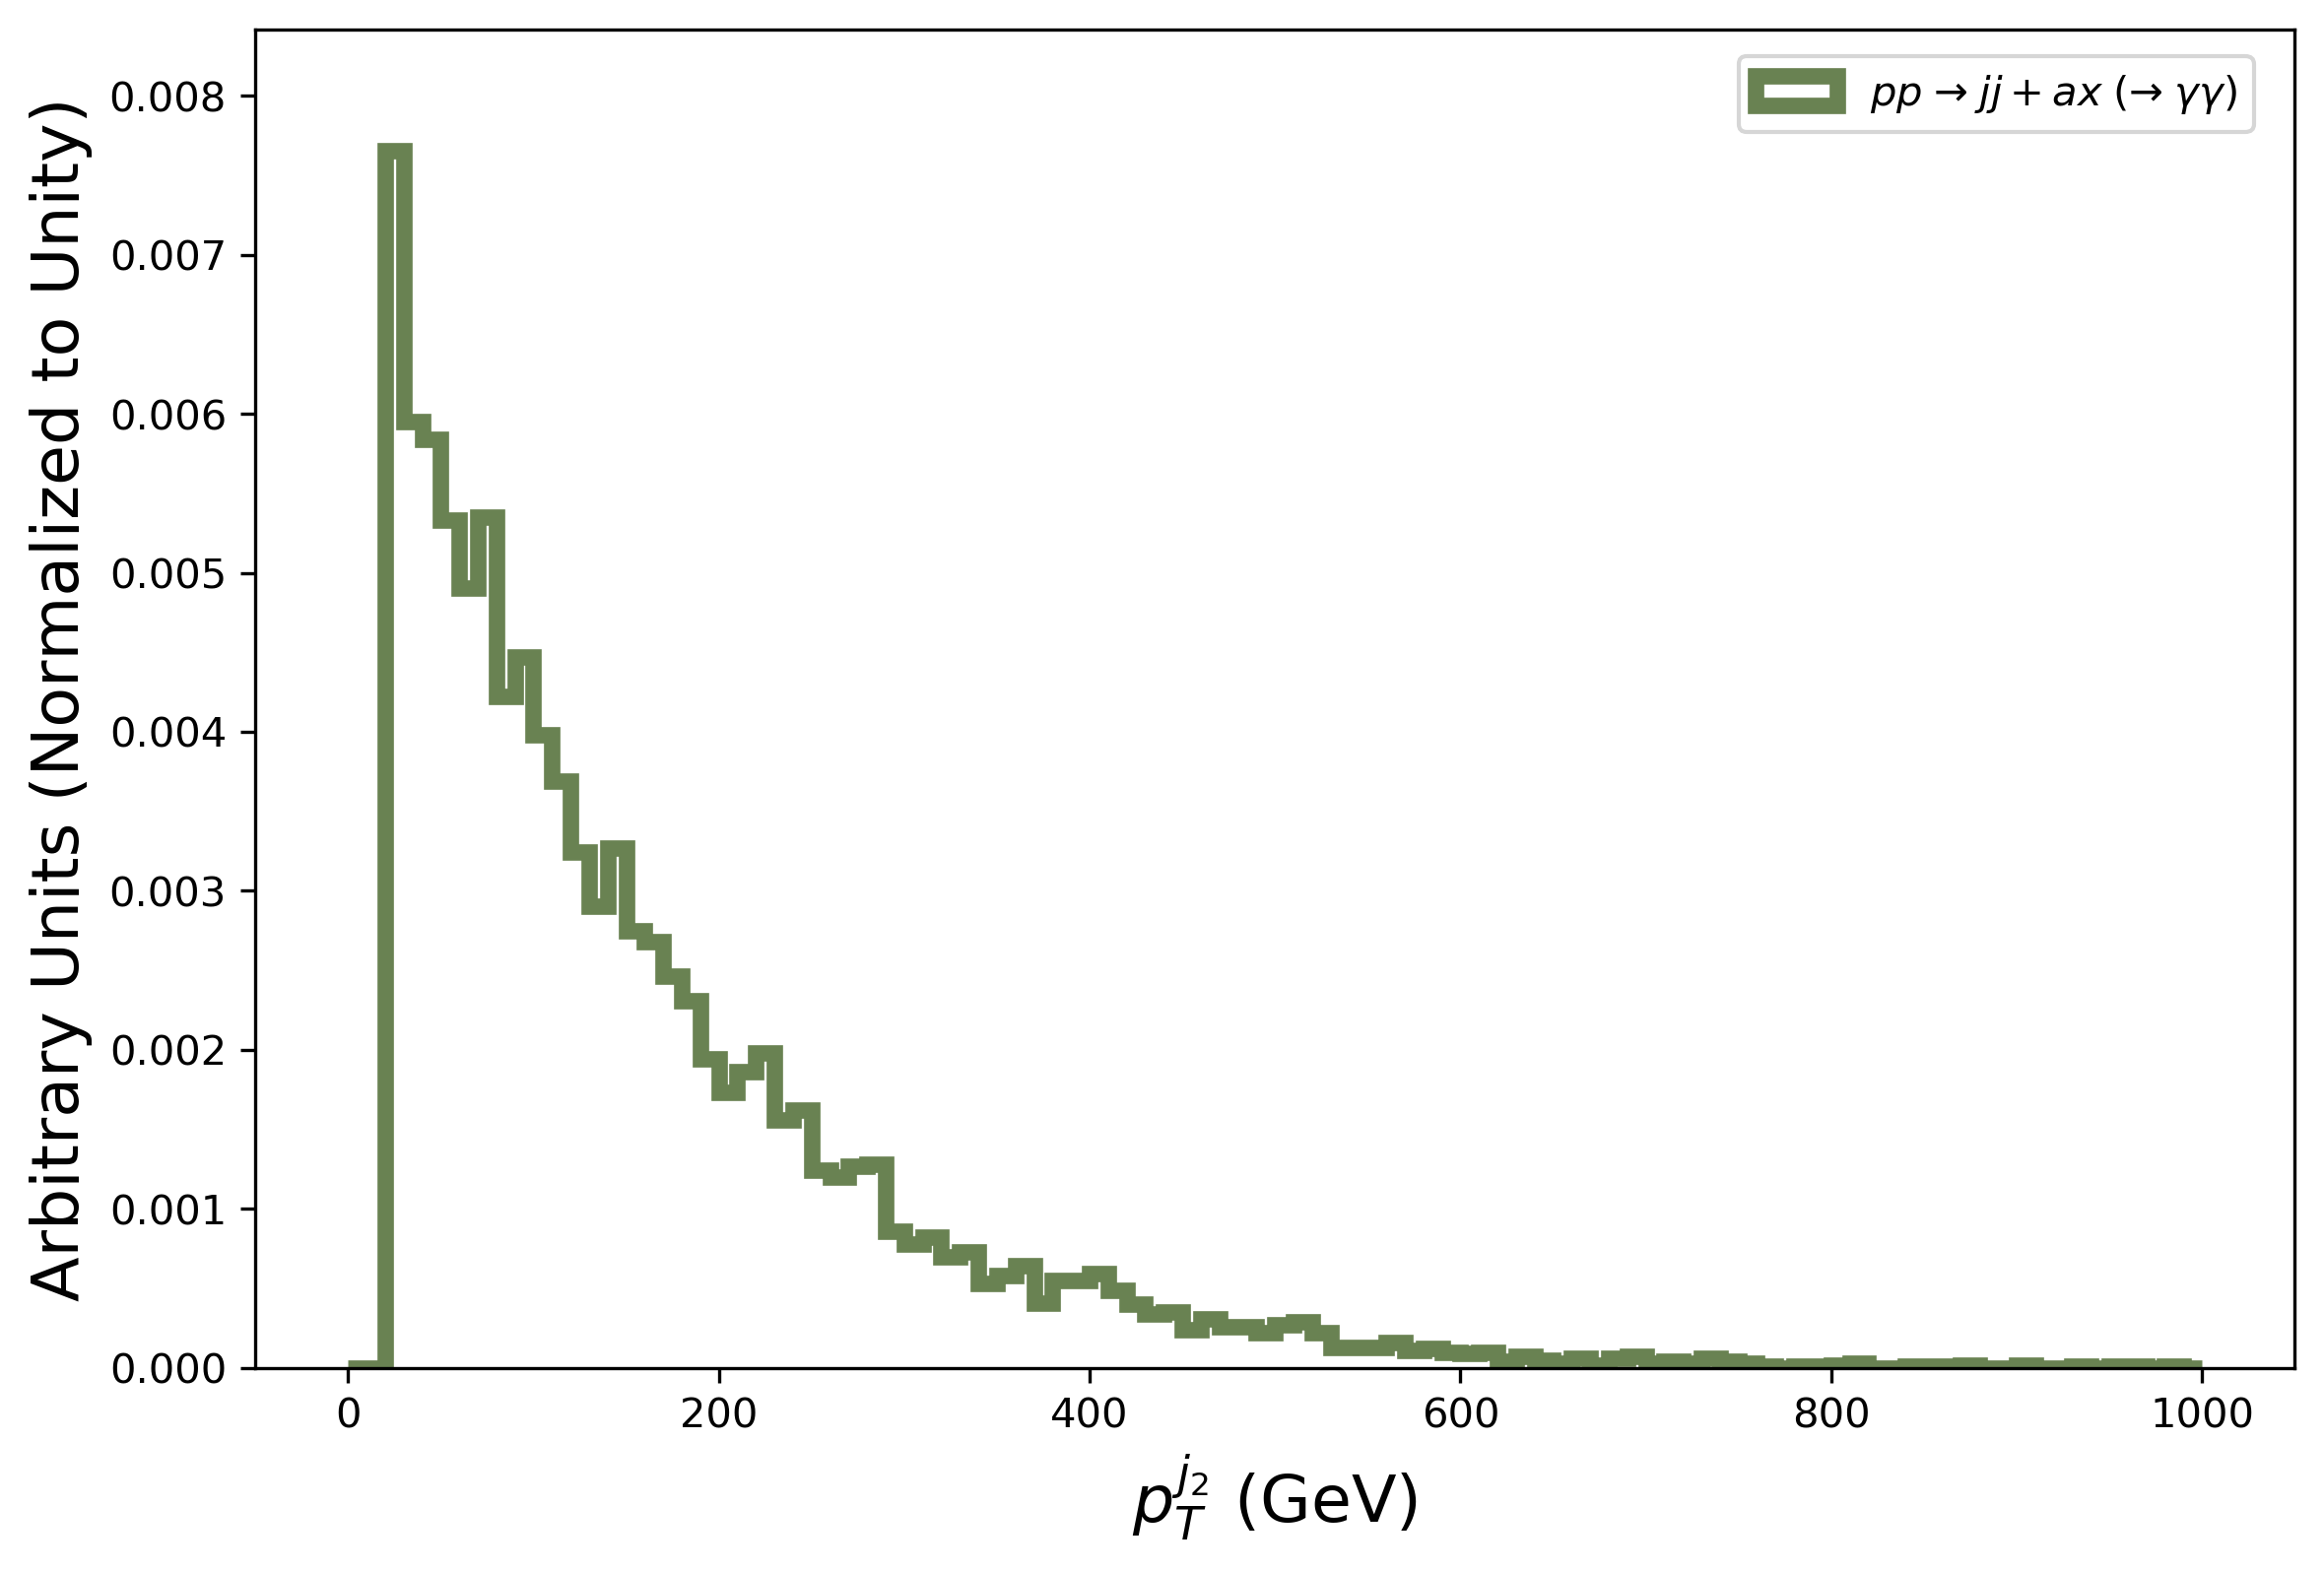 Arbitrary Units (Normalized to Unity)
0.008
0.007
0.006
0.005
0.004
0.003
0.002
0.001
0.000
pp → jj + ax (→ γγ)
0 200 400 600 800 1000
p_T^{j_2} (GeV)